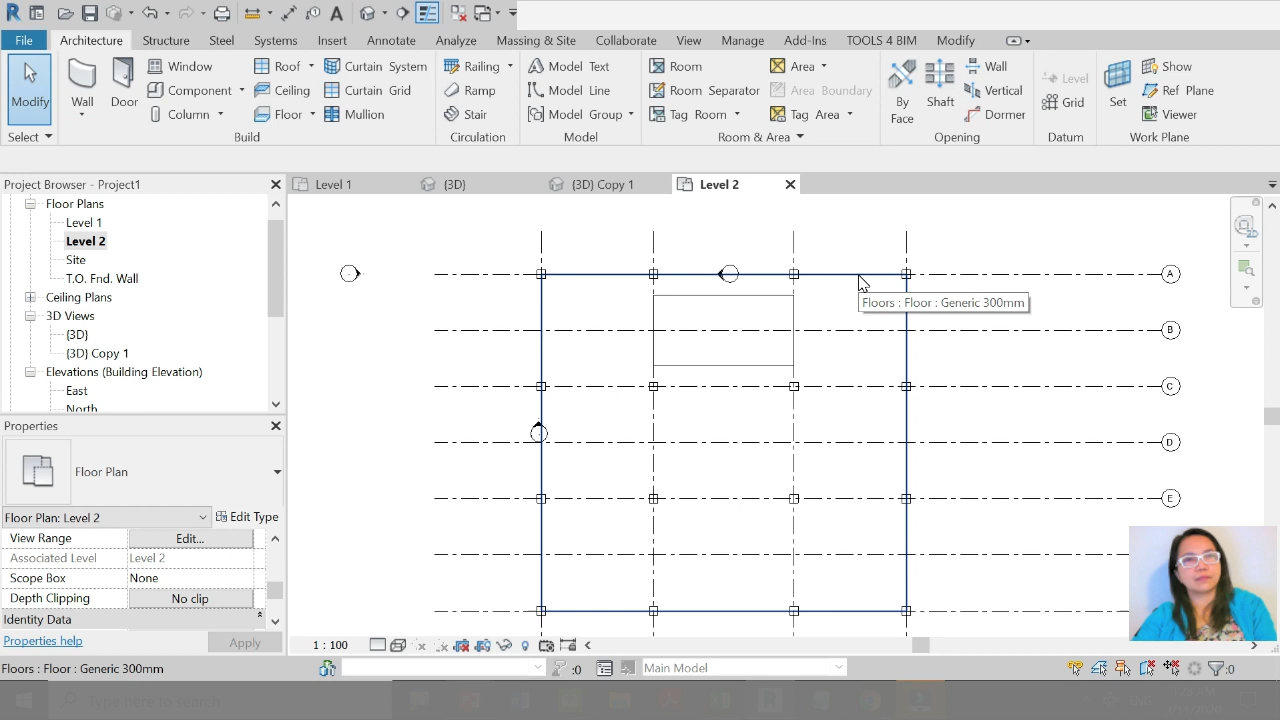 File Architecture Structure Steel Systems Insert Annotate Analyze Massing & Site Collaborate View Manage Add-Ins TOOLS 4 BIM Modify
Modify
Select
Wall
Door
Window
Component
Column
Roof
Ceiling
Floor
Curtain System
Curtain Grid
Mullion
Build
Railing
Ramp
Stair
Circulation
Model Text
Model Line
Model Group
Model
Room
Room Separator
Tag Room
Area
Area Boundary
Tag Area
Room & Area
By Face
Shaft
Wall
Vertical
Dormer
Opening
Level
Grid
Datum
Set
Show
Ref Plane
Viewer
Work Plane
Project Browser - Project1
Floor Plans
Level 1
Level 2
Site
T.O. Fnd. Wall
Ceiling Plans
3D Views
{3D}
{3D} Copy 1
Elevations (Building Elevation)
East
North
Level 1 {3D} {3D} Copy 1 Level 2
A
Floors : Floor : Generic 300mm
B
C
D
E
Properties
Floor Plan
Floor Plan: Level 2 Edit Type
View Range Edit...
Associated Level Level 2
Scope Box None
Depth Clipping No clip
Identity Data
Properties help Apply
1 : 100
Floors : Floor : Generic 300mm
:0
Main Model
:0
Type here to search
ENG